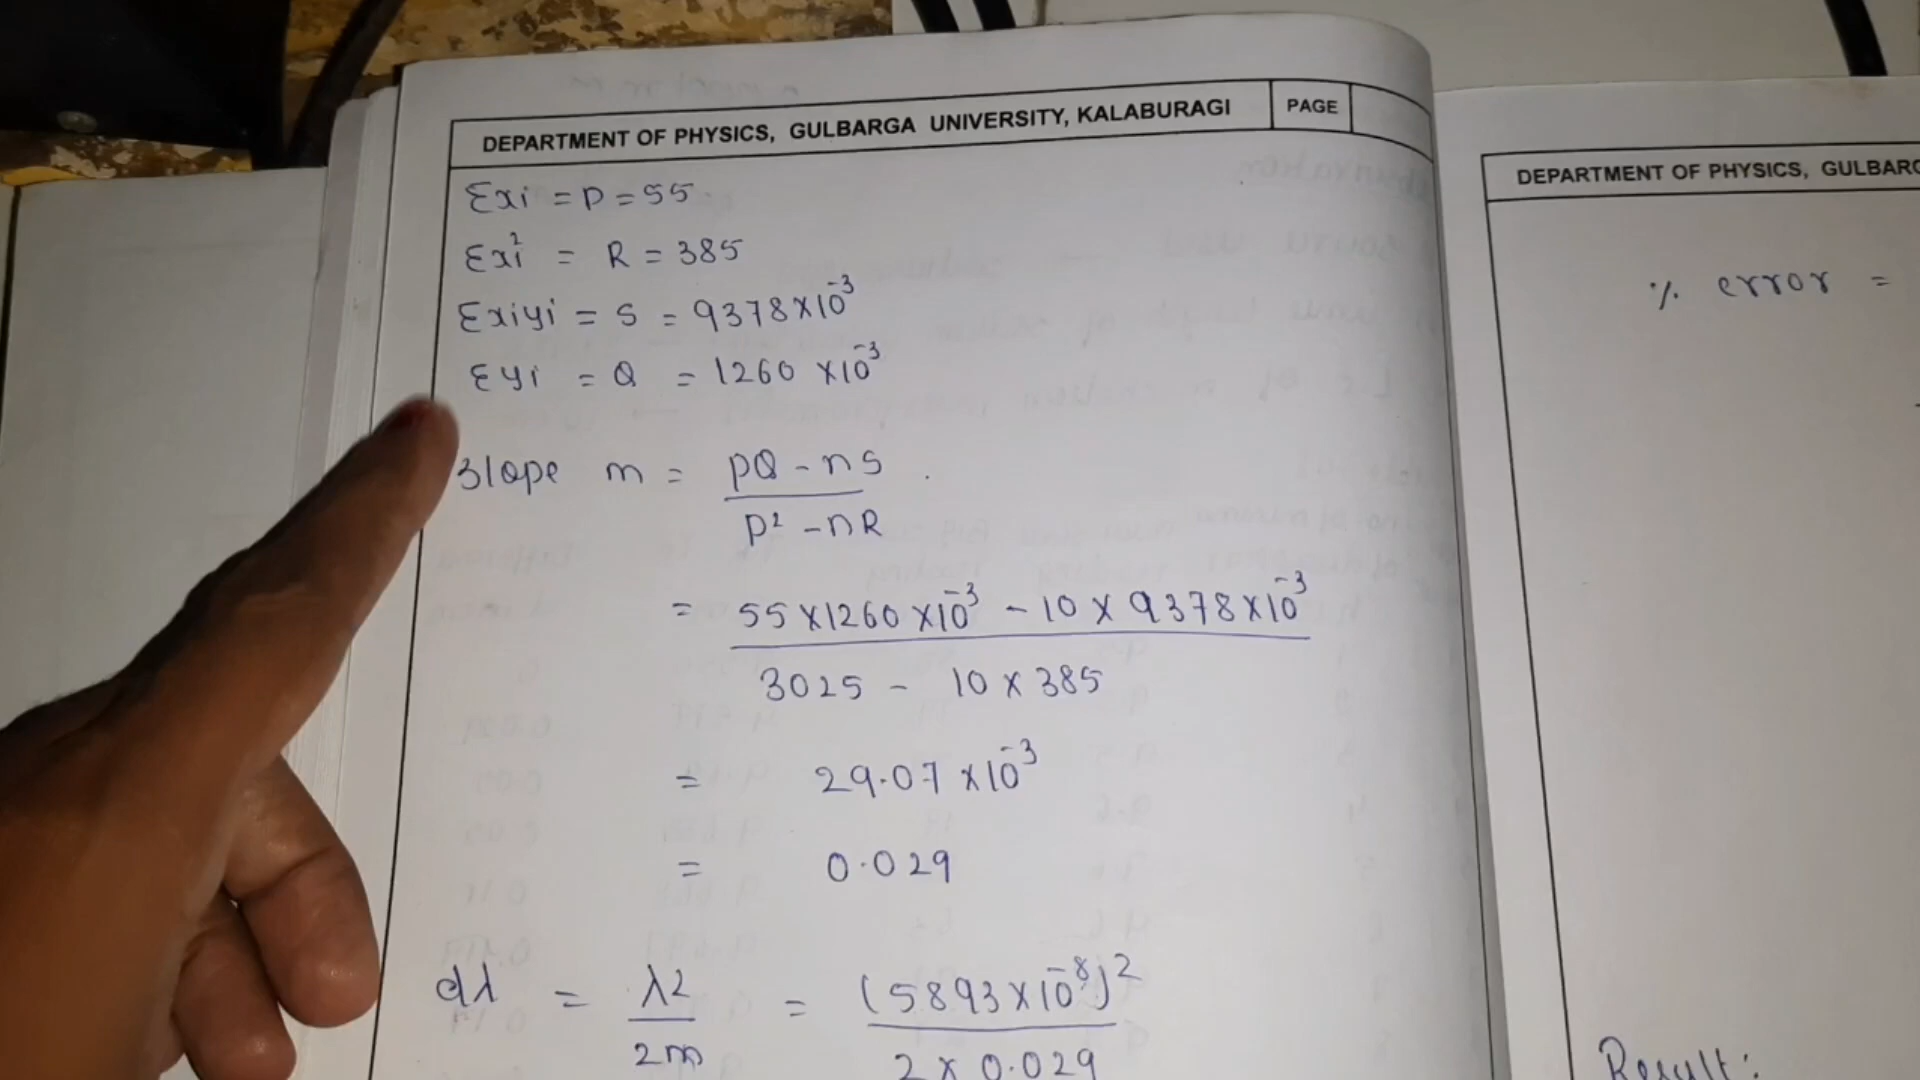 DEPARTMENT OF PHYSICS, GULBARGA UNIVERSITY, KALABURAGI PAGE
Σxi = P = 55
Σxi² = R = 385
Σxiyi = S = 9378×10⁻³
Σyi = Q = 1260 ×10⁻³
Slope m = pQ - ns / p² - nR
= 55×1260×10⁻³ - 10 × 9378×10⁻³ / 3025 - 10 × 385
= 29.07 ×10⁻³
= 0.029
dλ = λ2 / 2m = (5893×10⁻⁸)² / 2 × 0.029
DEPARTMENT OF PHYSICS,
% error =
Result: